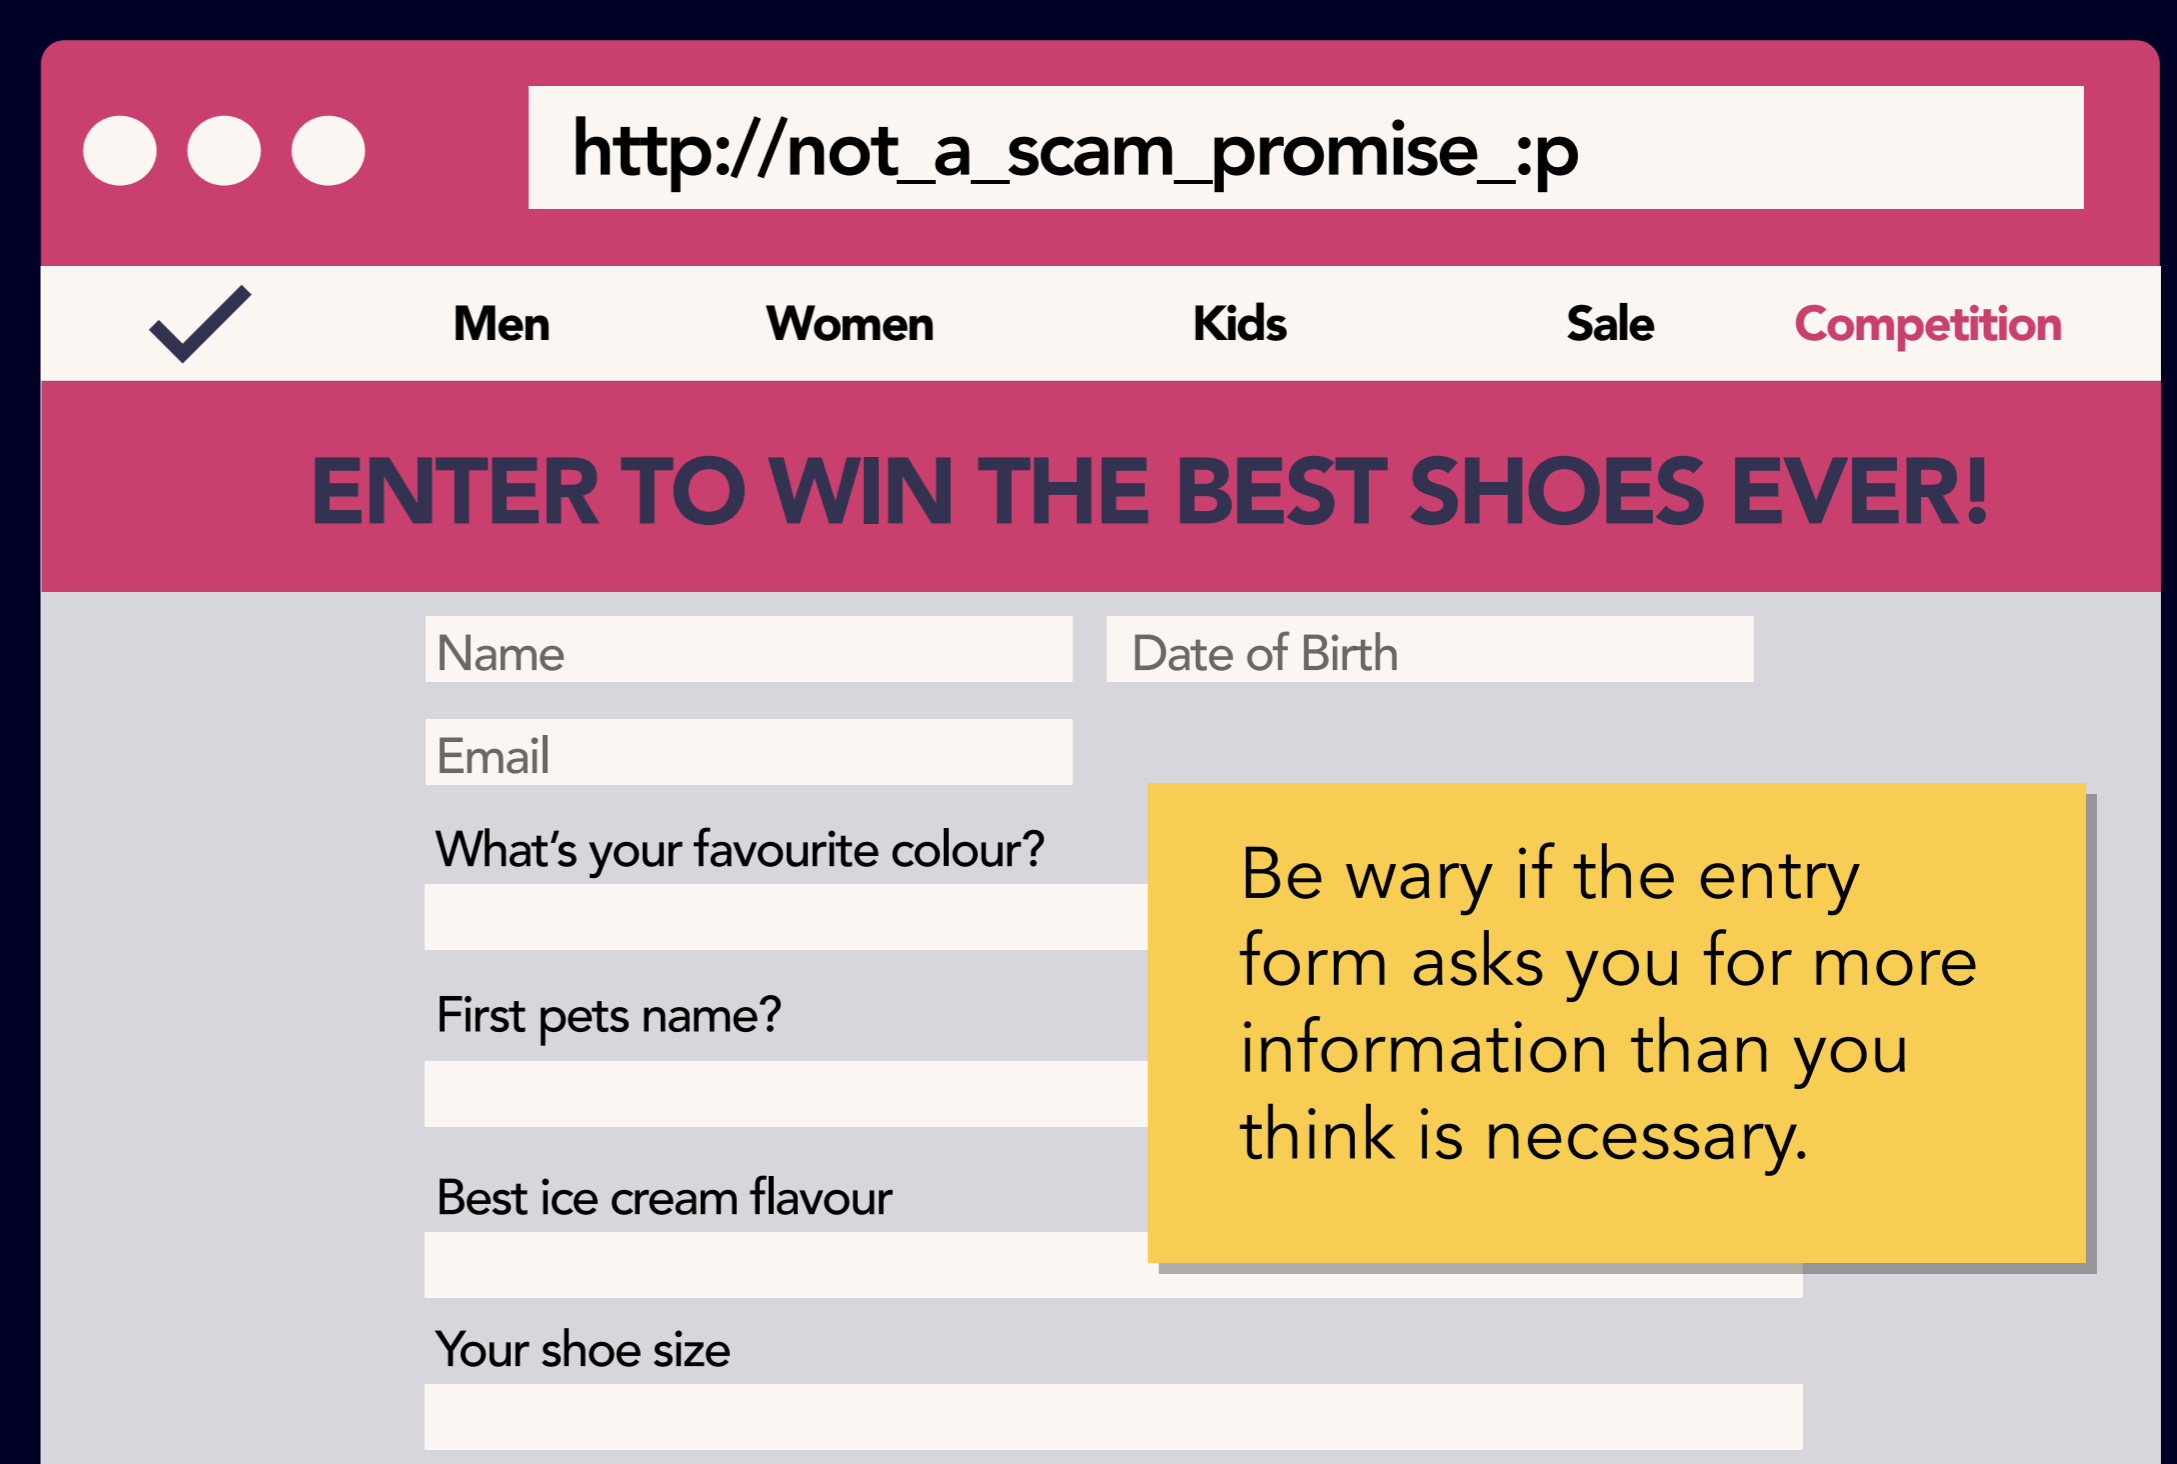 http://not_a_scam_promise_:p
Men Women Kids Sale Competition
ENTER TO WIN THE BEST SHOES EVER!
Name Date of Birth
Email
What’s your favourite colour?
First pets name?
Best ice cream flavour
Your shoe size
Be wary if the entry
form asks you for more
information than you
think is necessary.